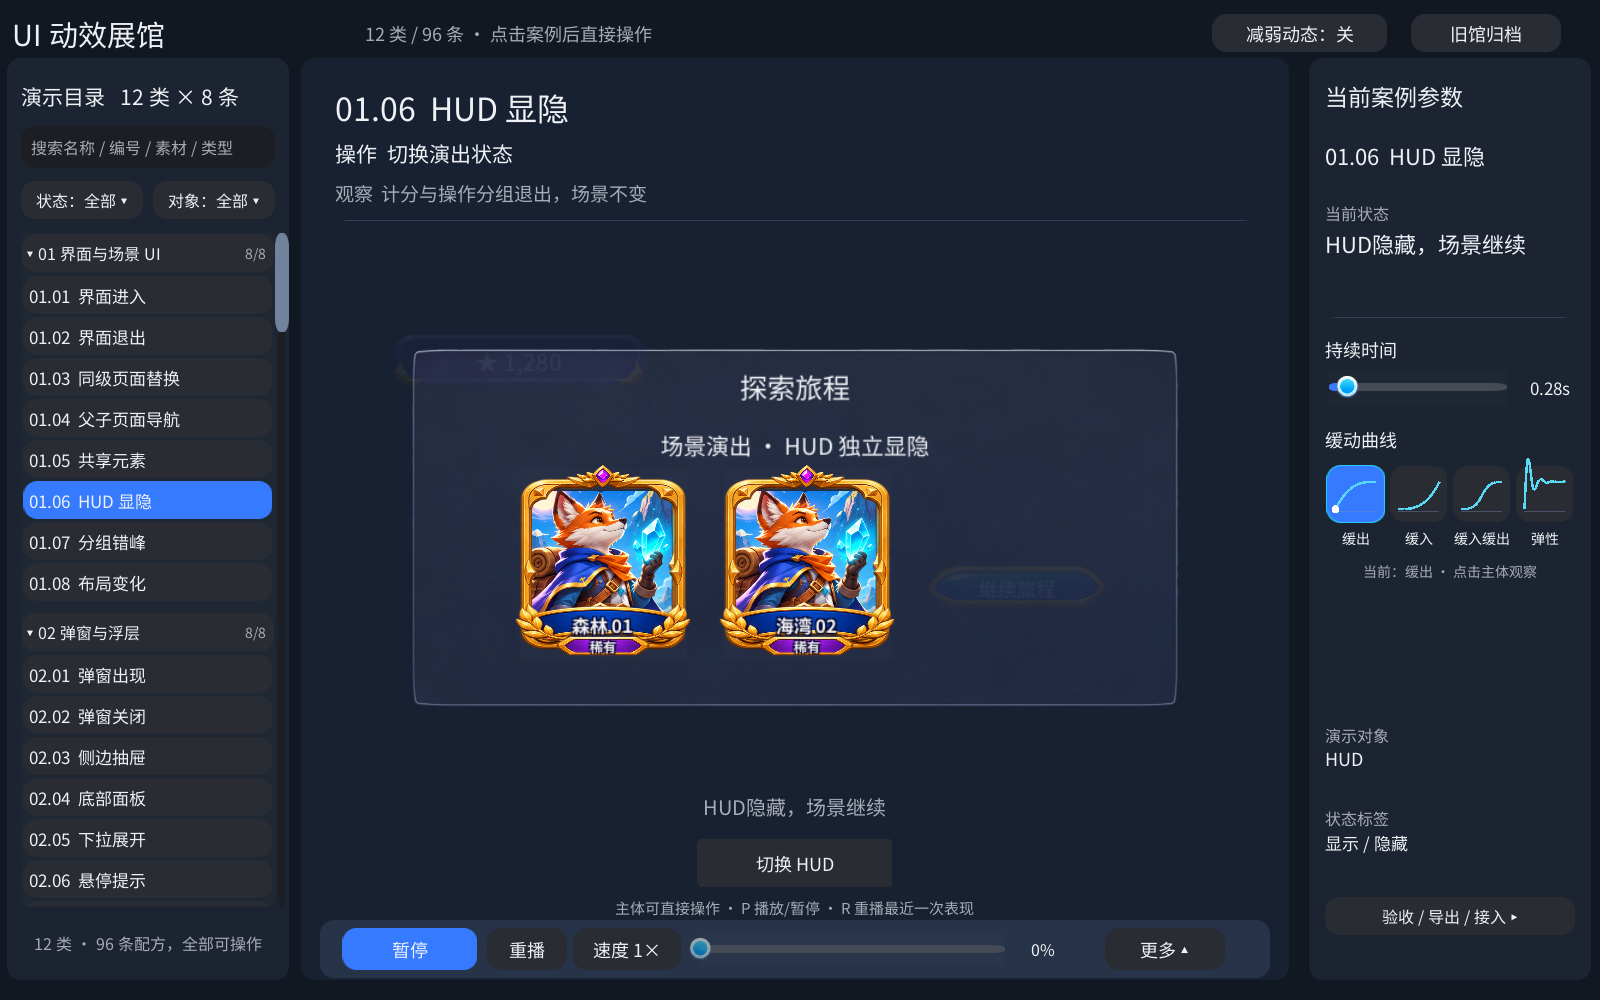 UI 动效展馆
12 类 / 96 条 · 点击案例后直接操作
减弱动态：关
旧馆归档
演示目录 12 类 × 8 条
搜索名称 / 编号 / 素材 / 类型
状态：全部 ▾
对象：全部 ▾
▾ 01 界面与场景 UI 8/8
01.01 界面进入
01.02 界面退出
01.03 同级页面替换
01.04 父子页面导航
01.05 共享元素
01.06 HUD 显隐
01.07 分组错峰
01.08 布局变化
▾ 02 弹窗与浮层 8/8
02.01 弹窗出现
02.02 弹窗关闭
02.03 侧边抽屉
02.04 底部面板
02.05 下拉展开
02.06 悬停提示
12 类 · 96 条配方，全部可操作
01.06 HUD 显隐
操作 切换演出状态
观察 计分与操作分组退出，场景不变
★ 1,280
探索旅程
场景演出 · HUD 独立显隐
森林.01
稀有
海湾.02
稀有
继续旅程
HUD隐藏，场景继续
切换 HUD
主体可直接操作 · P 播放/暂停 · R 重播最近一次表现
暂停
重播
速度 1×
0%
更多 ▴
当前案例参数
01.06 HUD 显隐
当前状态
HUD隐藏，场景继续
持续时间
0.28s
缓动曲线
缓出
缓入
缓入缓出
弹性
当前：缓出 · 点击主体观察
演示对象
HUD
状态标签
显示 / 隐藏
验收 / 导出 / 接入 ▸